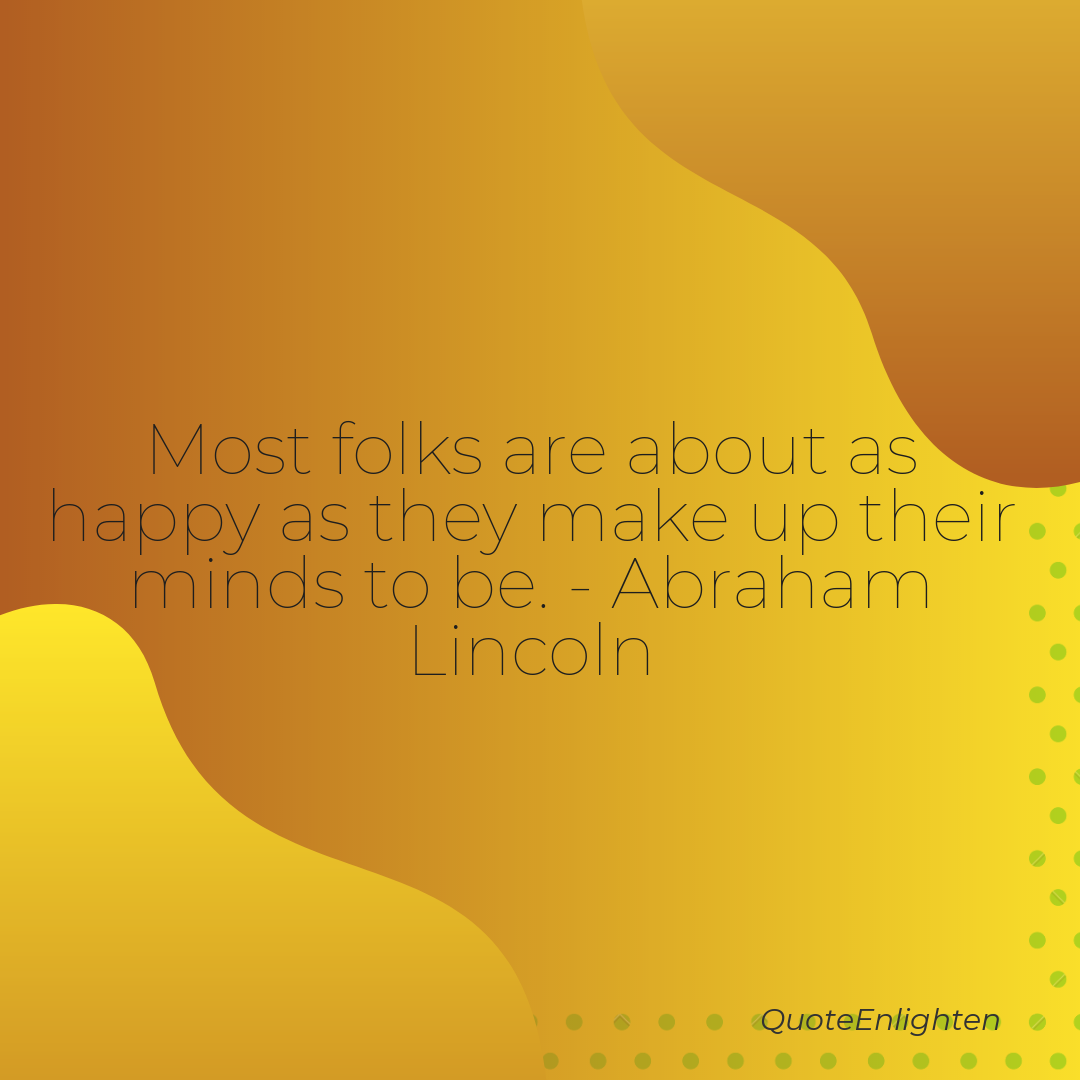 Most folks are about as
happy as they make up their
minds to be. - Abraham
Lincoln
QuoteEnlighten